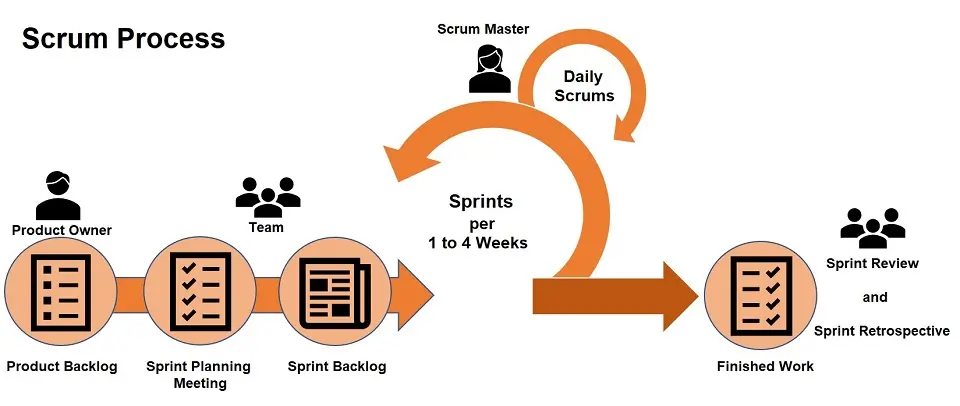 Scrum Process
Scrum Master
Daily
Scrums
Product Owner
Team
Sprints
per
1 to 4 Weeks
Sprint Review
and
Sprint Retrospective
Product Backlog
Sprint Planning
Meeting
Sprint Backlog
Finished Work